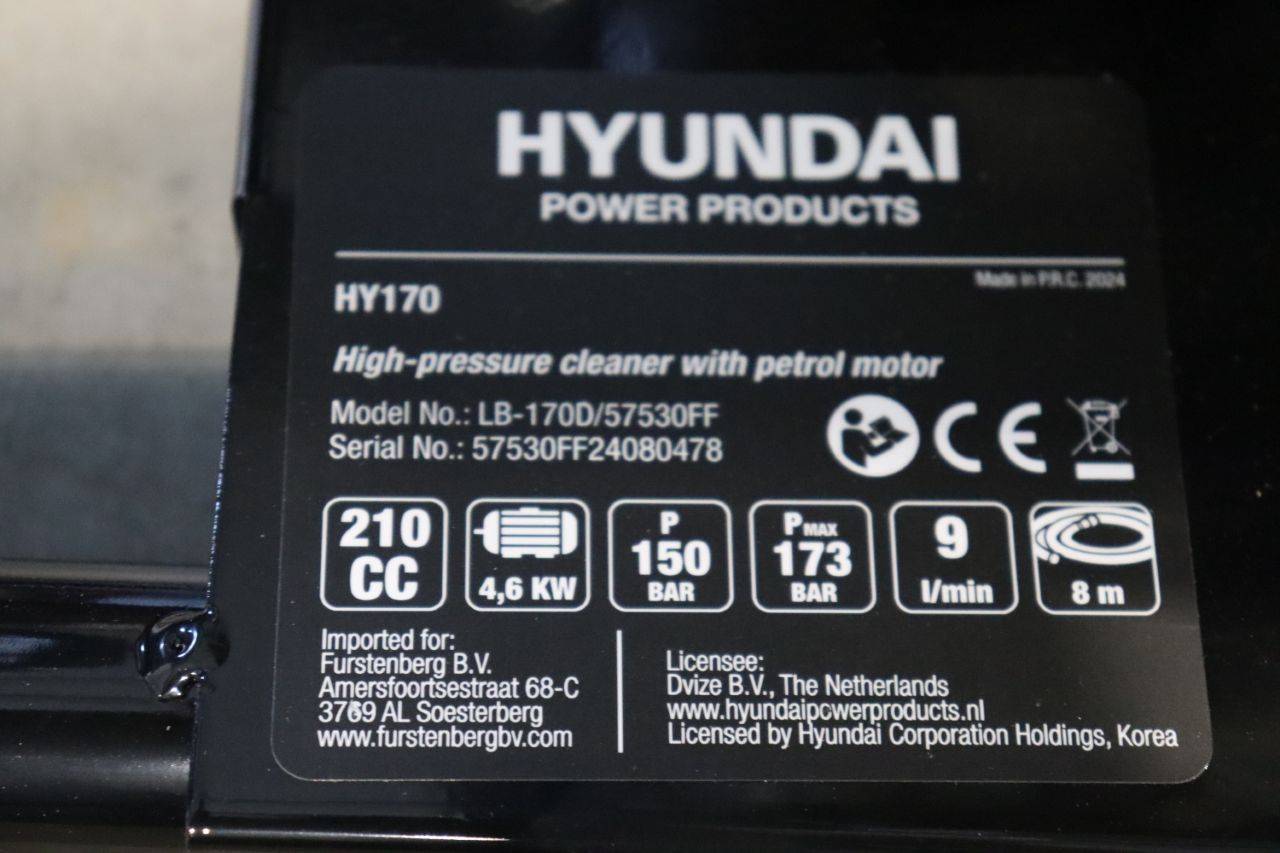 HYUNDAI
POWER PRODUCTS
Made in P.R.C. 2024
HY170
High-pressure cleaner with petrol motor
Model No.: LB-170D/57530FF
Serial No.: 57530FF24080478
CE
210
CC
4,6 KW
P
150
BAR
PMAX
173
BAR
9
l/min
8 m
Imported for:
Furstenberg B.V.
Amersfoortsestraat 68-C
3769 AL Soesterberg
www.furstenbergbv.com
Licensee:
Dvize B.V., The Netherlands
www.hyundaipowerproducts.nl
Licensed by Hyundai Corporation Holdings, Korea